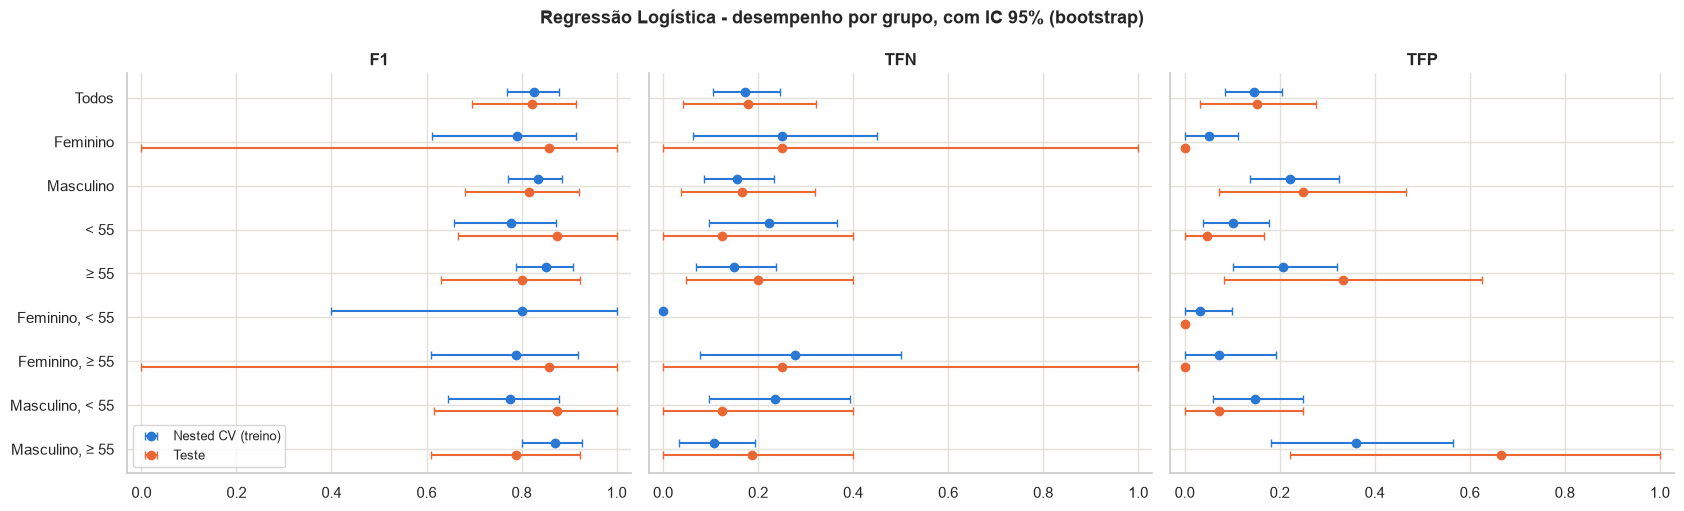 Regressão Logística - desempenho por grupo, com IC 95% (bootstrap)
F1
TFN
TFP
Todos
Feminino
Masculino
< 55
≥ 55
Feminino, < 55
Feminino, ≥ 55
Masculino, < 55
Masculino, ≥ 55
Nested CV (treino)
Teste
0.0 0.2 0.4 0.6 0.8 1.0
0.0 0.2 0.4 0.6 0.8 1.0
0.0 0.2 0.4 0.6 0.8 1.0